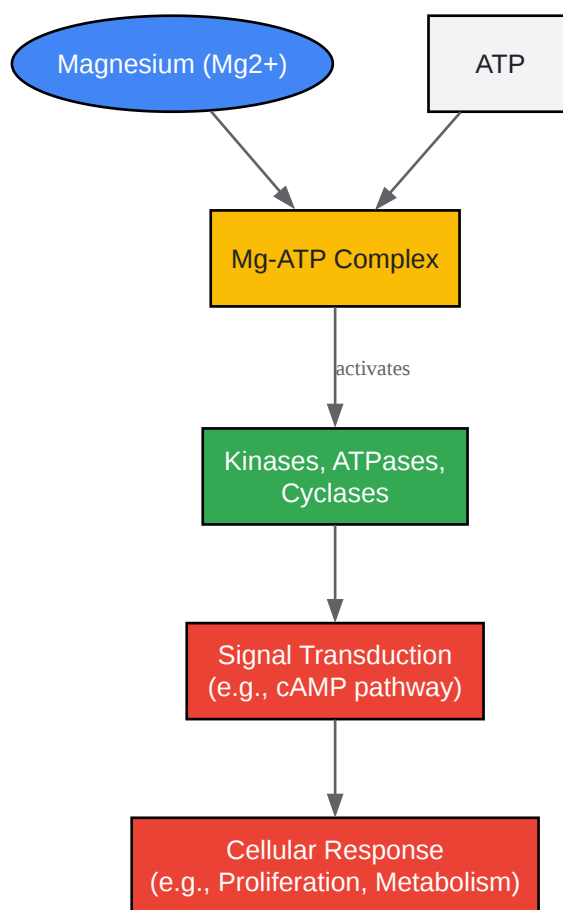 Magnesium (Mg2+)
ATP
Mg-ATP Complex
activates
Kinases, ATPases,
Cyclases
Signal Transduction
(e.g., cAMP pathway)
Cellular Response
(e.g., Proliferation, Metabolism)